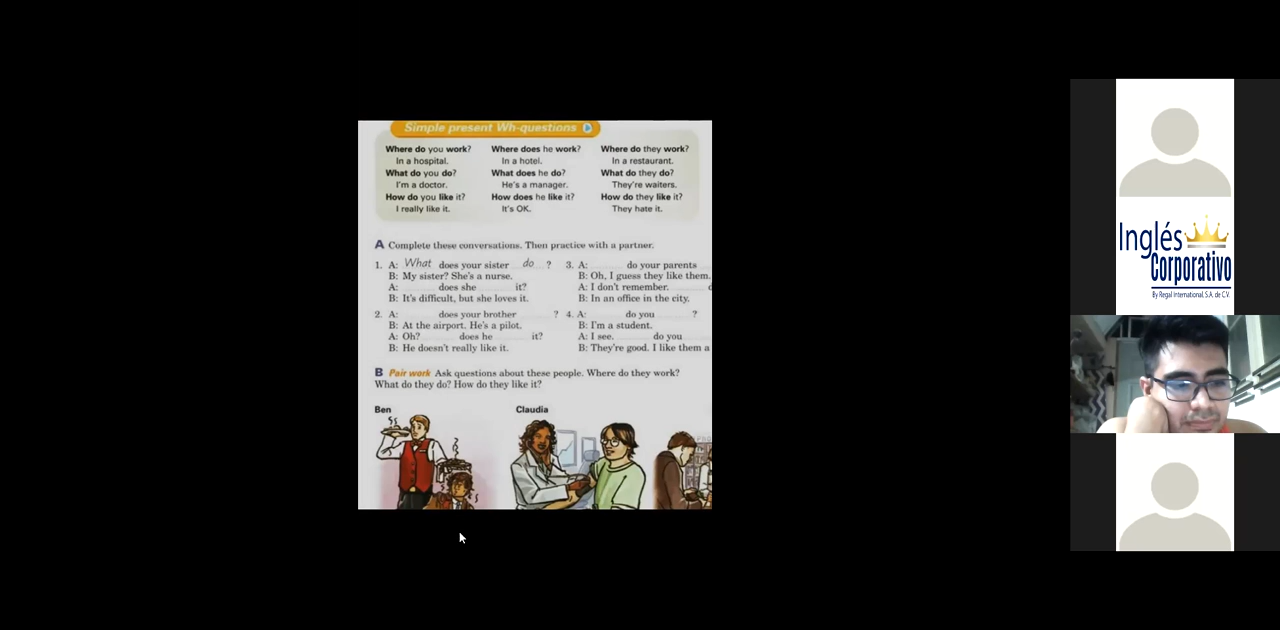 Simple present Wh-questions
Where do you work? Where does he work? Where do they work?
In a hospital. In a hotel. In a restaurant.
What do you do? What does he do? What do they do?
I'm a doctor. He's a manager. They're waiters.
How do you like it? How does he like it? How do they like it?
I really like it. It's OK. They hate it.
A Complete these conversations. Then practice with a partner.
1. A: What does your sister do ?
B: My sister? She's a nurse.
A: does she it?
B: It's difficult, but she loves it.
2. A: does your brother ?
B: At the airport. He's a pilot.
A: Oh? does he it?
B: He doesn't really like it.
3. A: do your parents
B: Oh, I guess they like them.
A: I don't remember.
B: In an office in the city.
4. A: do you ?
B: I'm a student.
A: I see. do you
B: They're good. I like them a
B Pair work Ask questions about these people. Where do they work?
What do they do? How do they like it?
Ben
Claudia
Inglés
Corporativo
By Regal International, S.A. de C.V.